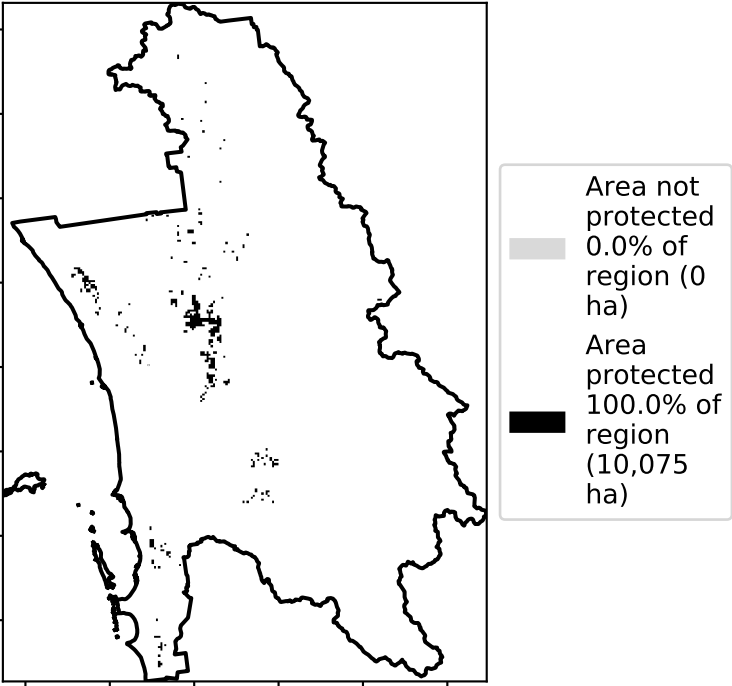 Area not
protected
0.0% of
region (0
ha)
Area
protected
100.0% of
region
(10,075
ha)